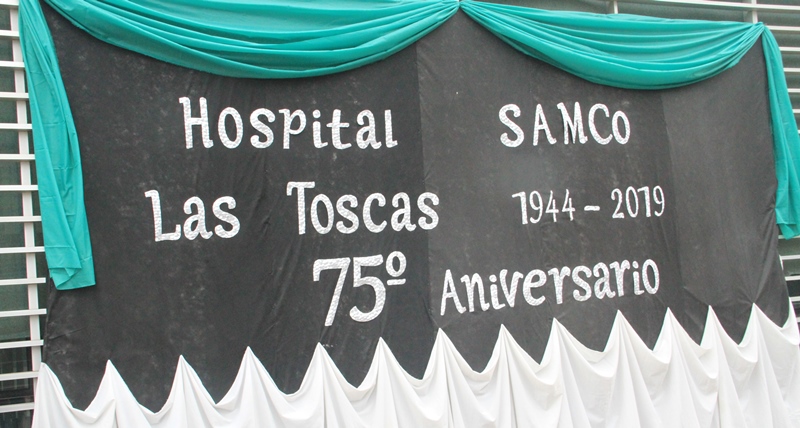 Hospital SAMCo
Las Toscas 1944 - 2019
75º Aniversario